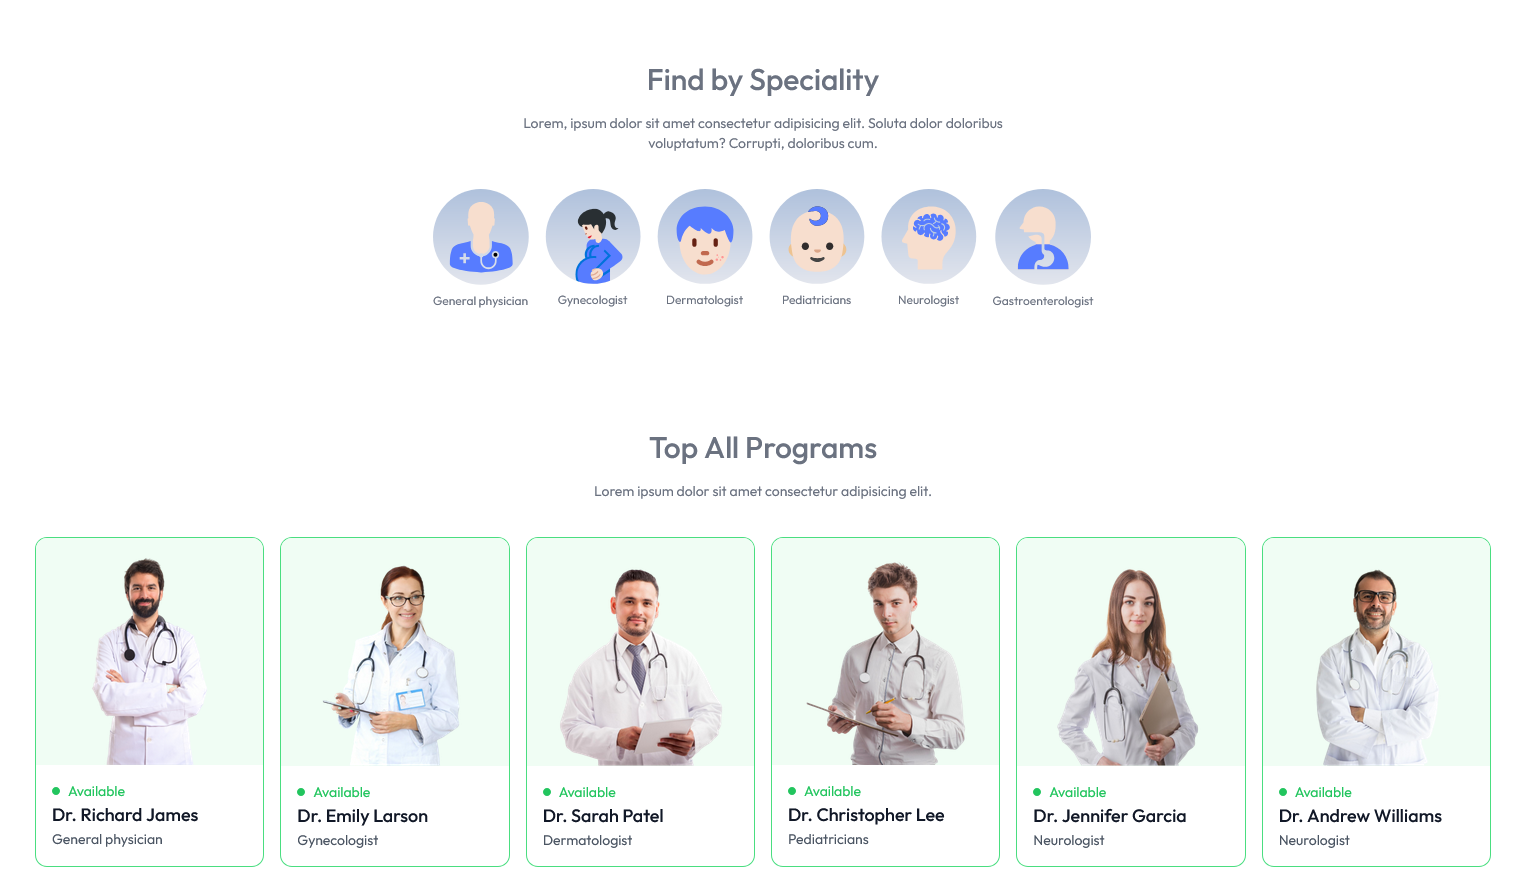 Find by Speciality
Lorem, ipsum dolor sit amet consectetur adipisicing elit. Soluta dolor doloribus
voluptatum? Corrupti, doloribus cum.
General physician
Gynecologist
Dermatologist
Pediatricians
Neurologist
Gastroenterologist
Top All Programs
Lorem ipsum dolor sit amet consectetur adipisicing elit.
Available
Dr. Richard James
General physician
Available
Dr. Emily Larson
Gynecologist
Available
Dr. Sarah Patel
Dermatologist
Available
Dr. Christopher Lee
Pediatricians
Available
Dr. Jennifer Garcia
Neurologist
Available
Dr. Andrew Williams
Neurologist